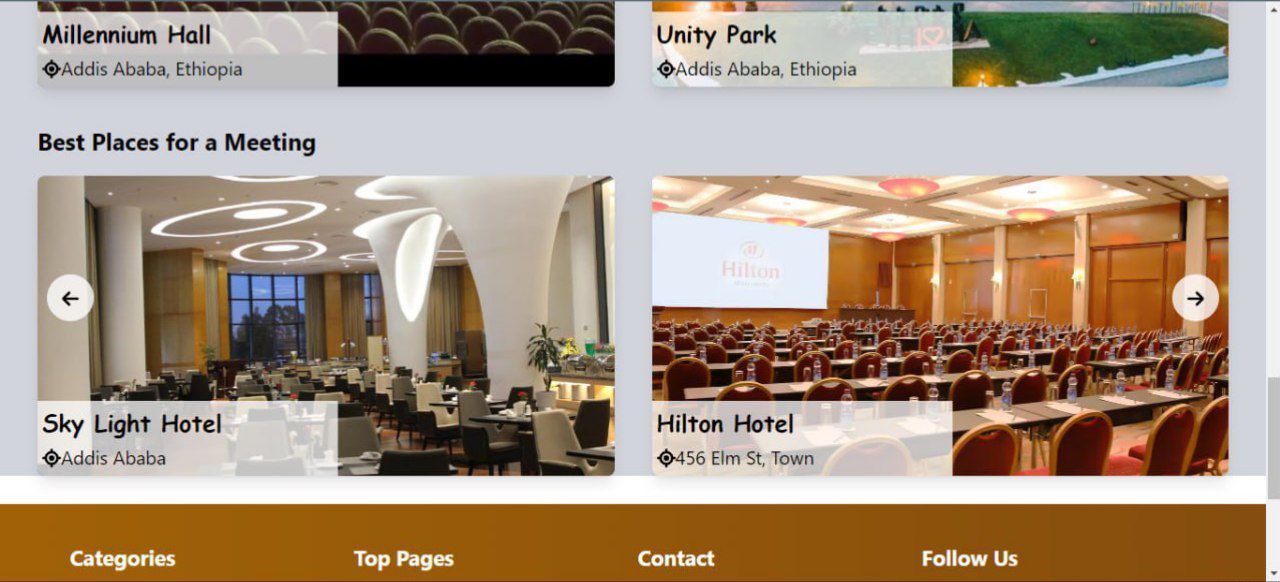 Millennium Hall
Addis Ababa, Ethiopia
Unity Park
Addis Ababa, Ethiopia
Best Places for a Meeting
Hilton
Sky Light Hotel
Addis Ababa
Hilton Hotel
456 Elm St, Town
Categories
Top Pages
Contact
Follow Us